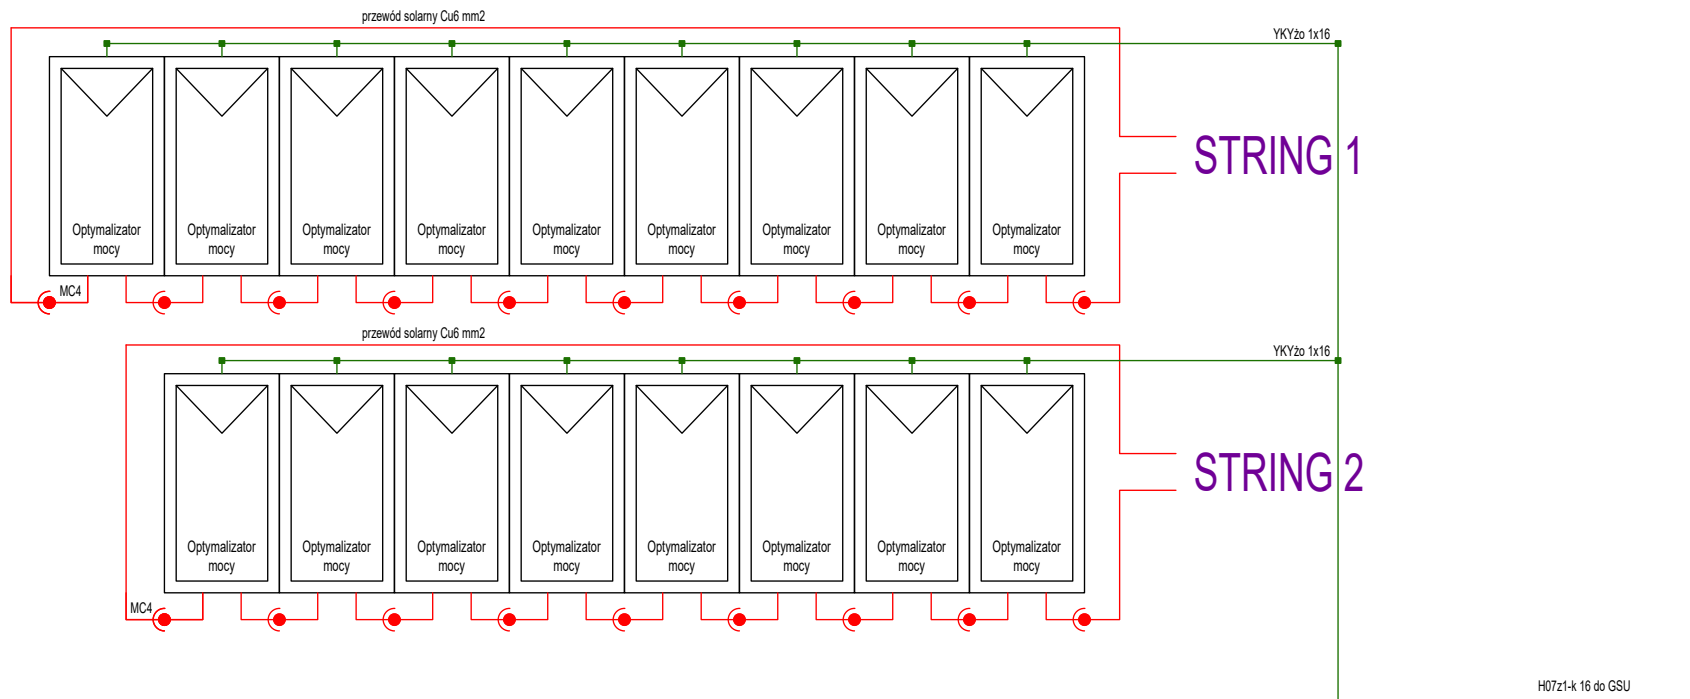 przewód solarny Cu6 mm2
YKYżo 1x16
STRING 1
Optymalizator
mocy
Optymalizator
mocy
Optymalizator
mocy
Optymalizator
mocy
Optymalizator
mocy
Optymalizator
mocy
Optymalizator
mocy
Optymalizator
mocy
Optymalizator
mocy
MC4
przewód solarny Cu6 mm2
YKYżo 1x16
STRING 2
Optymalizator
mocy
Optymalizator
mocy
Optymalizator
mocy
Optymalizator
mocy
Optymalizator
mocy
Optymalizator
mocy
Optymalizator
mocy
Optymalizator
mocy
MC4
H07z1-k 16 do GSU